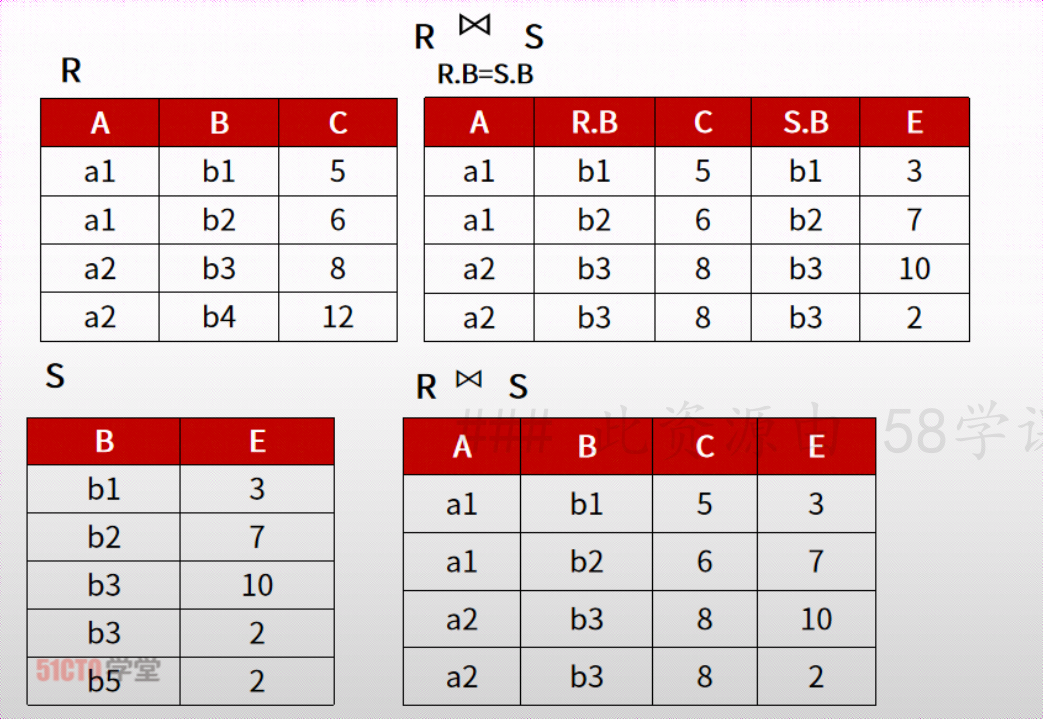 R
A B C
a1 b1 5
a1 b2 6
a2 b3 8
a2 b4 12
R ⋈ S
R.B=S.B
A R.B C S.B E
a1 b1 5 b1 3
a1 b2 6 b2 7
a2 b3 8 b3 10
a2 b3 8 b3 2
S
B E
b1 3
b2 7
b3 10
b3 2
b5 2
51CTO学堂
R ⋈ S
### 此资源由 58学课
A B C E
a1 b1 5 3
a1 b2 6 7
a2 b3 8 10
a2 b3 8 2